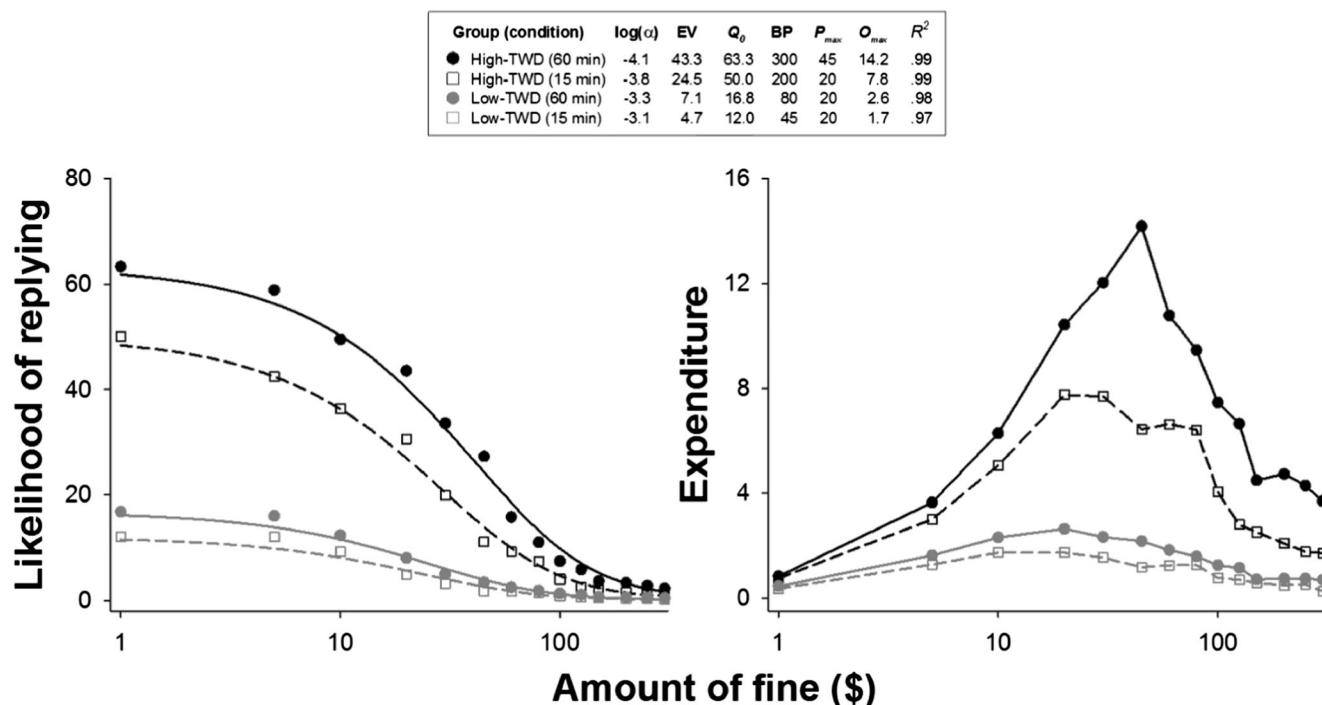 Group (condition) log(α) EV Q0 BP Pmax Omax R2
High-TWD (60 min) -4.1 43.3 63.3 300 45 14.2 .99
High-TWD (15 min) -3.8 24.5 50.0 200 20 7.8 .99
Low-TWD (60 min) -3.3 7.1 16.8 80 20 2.6 .98
Low-TWD (15 min) -3.1 4.7 12.0 45 20 1.7 .97
Likelihood of replying
80
60
40
20
0
1 10 100
Expenditure
16
12
8
4
0
1 10 100
Amount of fine ($)